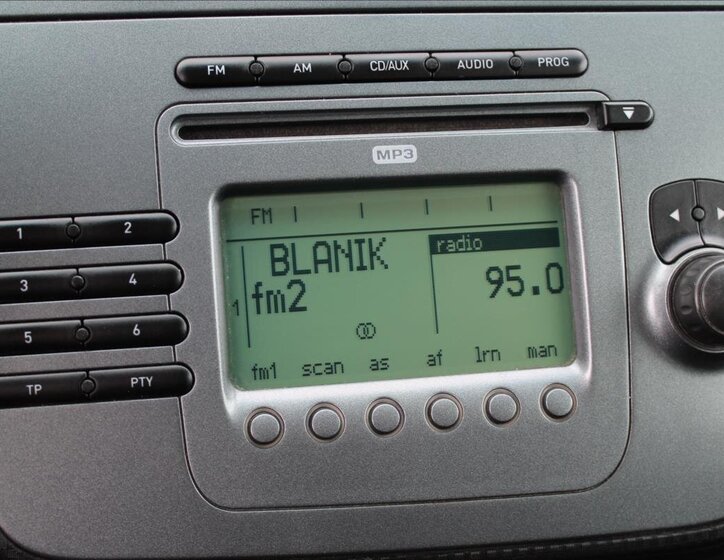 FM AM CD/AUX AUDIO PROG
MP3
1 2
3 4
5 6
TP PTY
FM
BLANIK
radio
1
fm2
95.0
fm1 scan as af lrn man